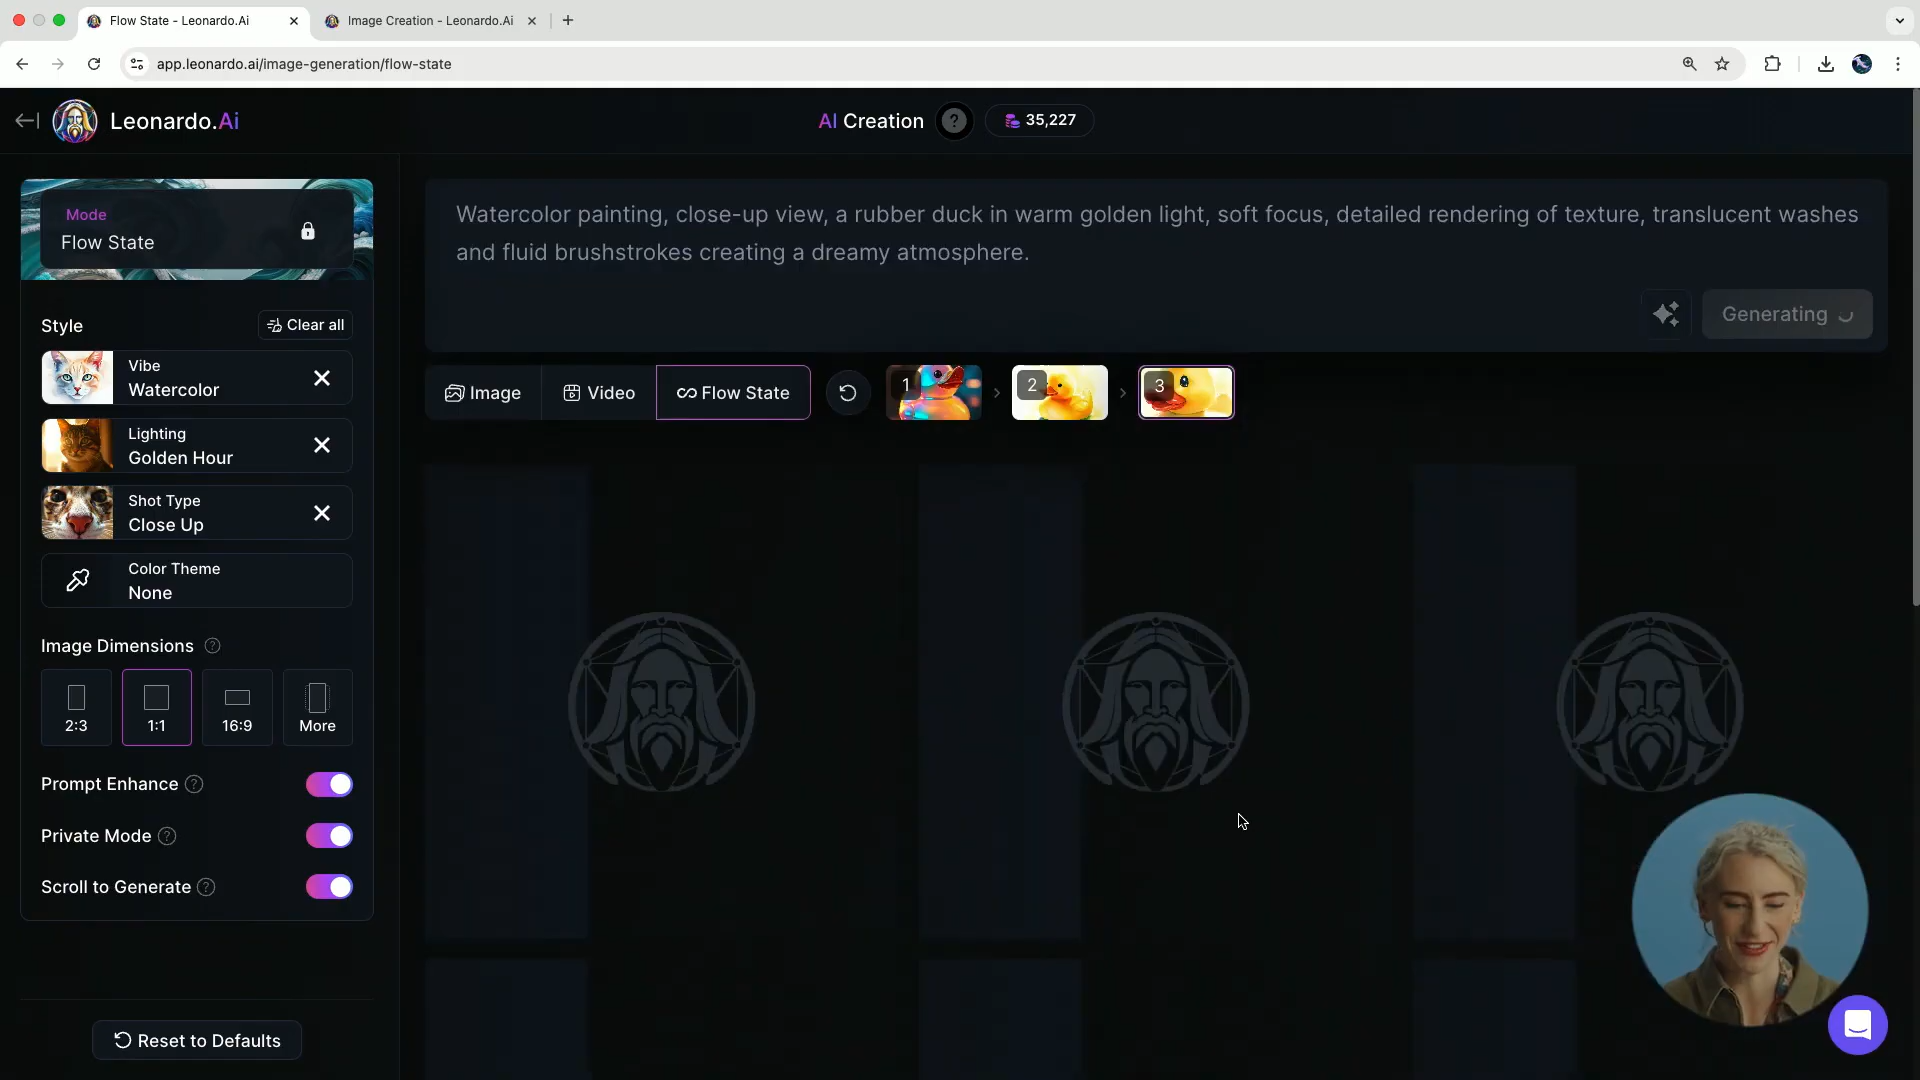 Flow State - Leonardo.Ai
Image Creation - Leonardo.Ai
app.leonardo.ai/image-generation/flow-state
Leonardo.Ai
AI Creation
?
35,227
Mode
Flow State
Style
Clear all
Vibe
Watercolor
Lighting
Golden Hour
Shot Type
Close Up
Color Theme
None
Image Dimensions ?
2:3
1:1
16:9
More
Prompt Enhance ?
Private Mode ?
Scroll to Generate ?
Reset to Defaults
Watercolor painting, close-up view, a rubber duck in warm golden light, soft focus, detailed rendering of texture, translucent washes
and fluid brushstrokes creating a dreamy atmosphere.
Generating
Image
Video
Flow State
1
2
3